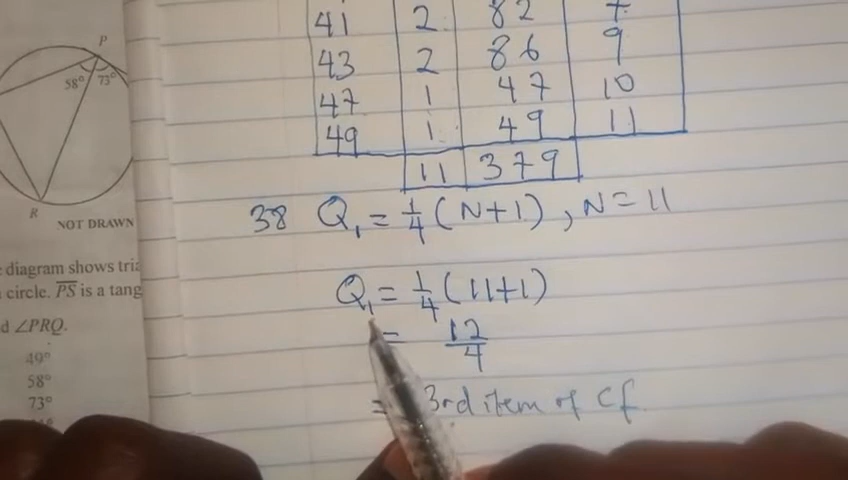 41 2 82 7
43 2 86 9
47 1 47 10
49 1 49 11
11 379
38 Q₁ = 1/4 (N+1), N = 11
Q₁ = 1/4 (11+1)
= 12/4
= 3rd item of cf.
P
58° 73°
R
NOT DRAWN
diagram shows
circle. PS is a
∠PRQ.
49°
58°
73°